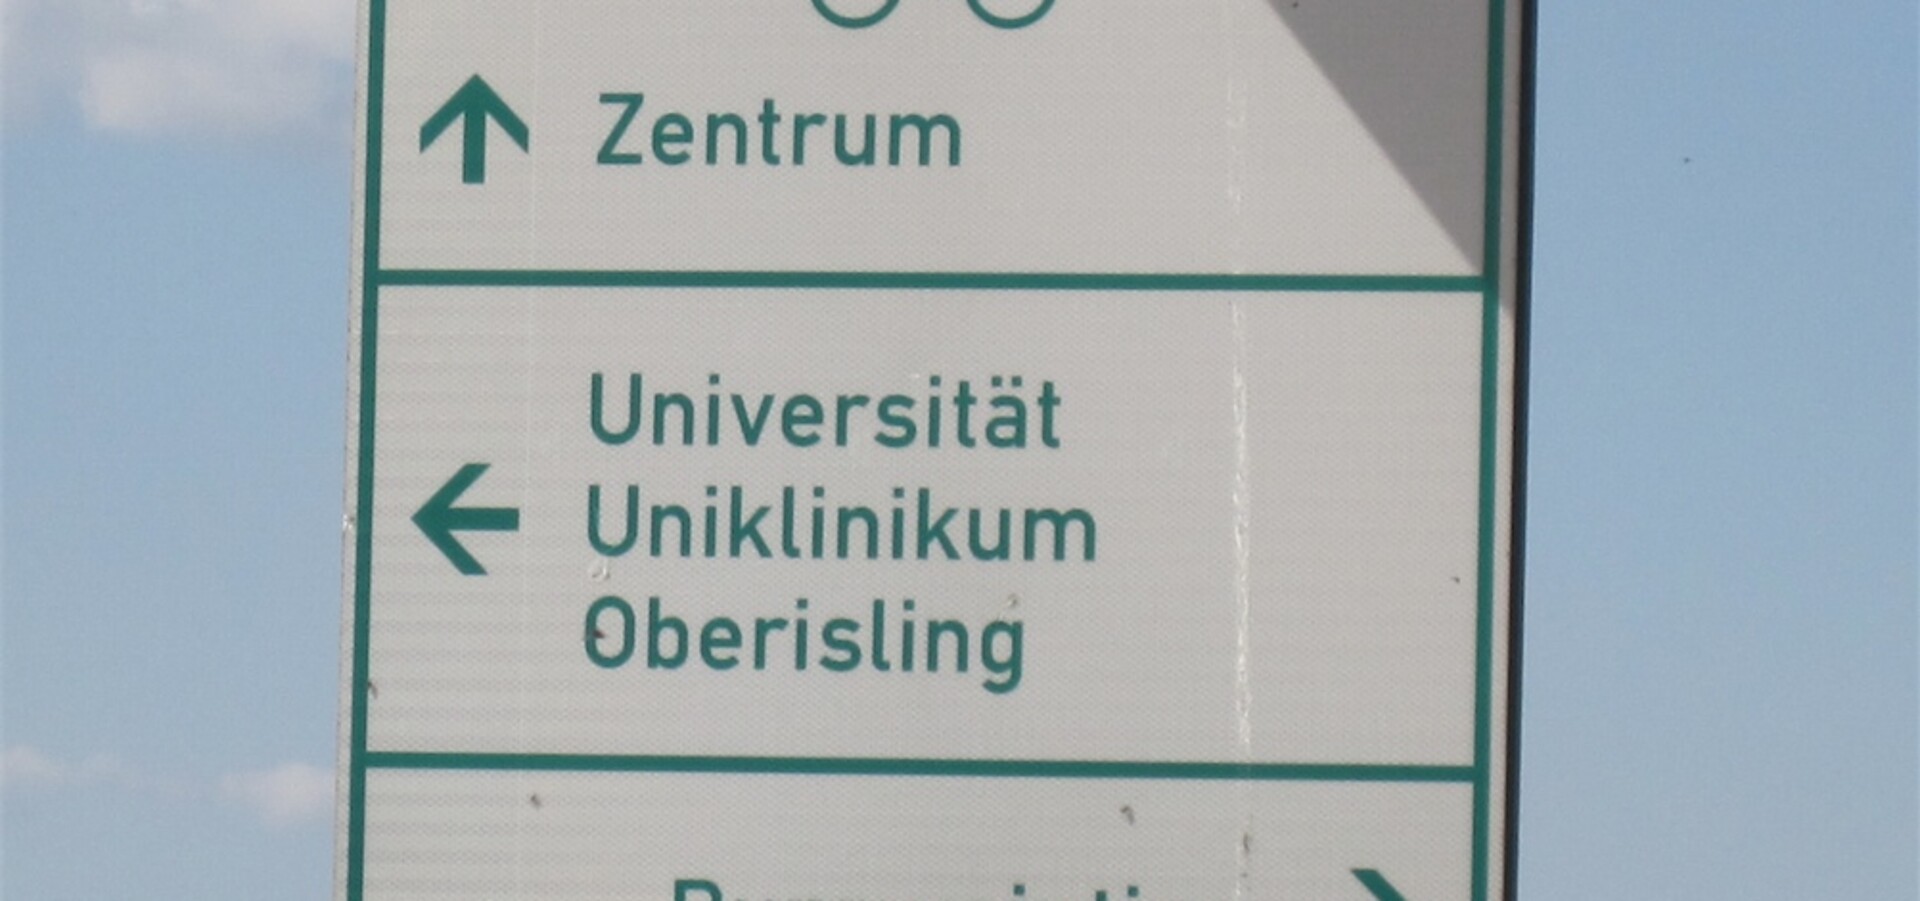 Zentrum
Universität
Uniklinikum
Oberisling